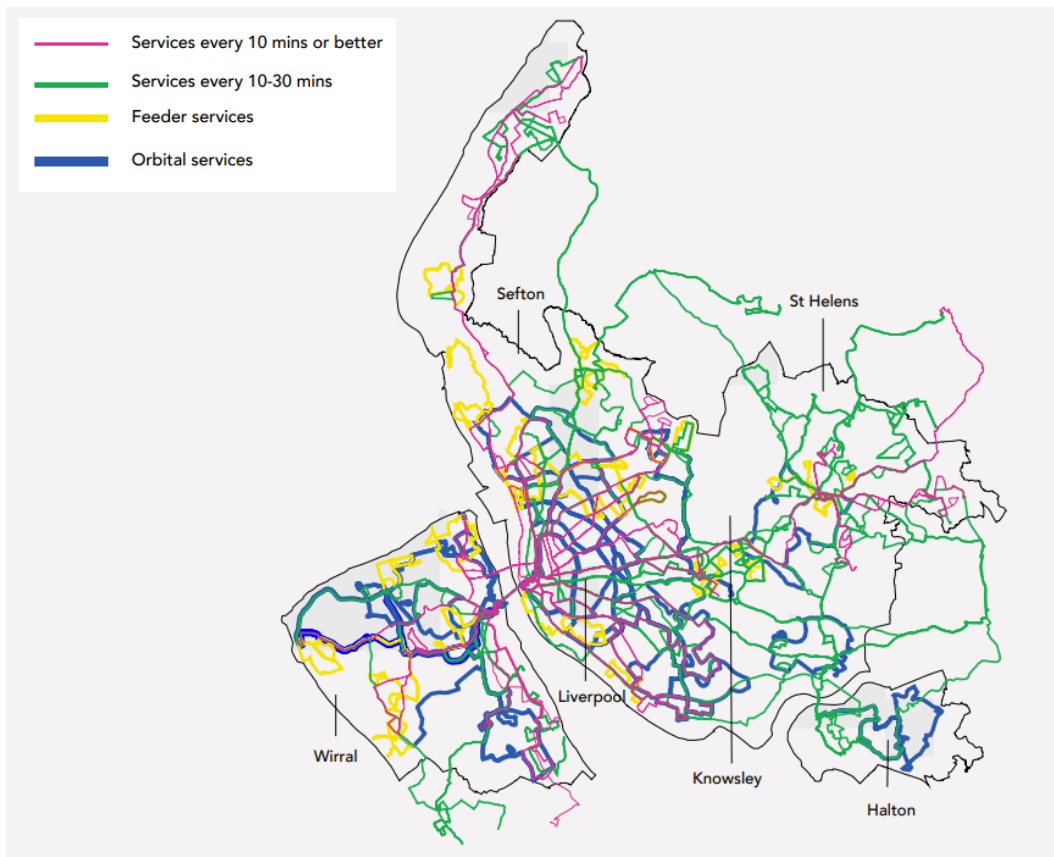 Services every 10 mins or better
Services every 10-30 mins
Feeder services
Orbital services
Sefton
St Helens
Liverpool
Wirral
Knowsley
Halton